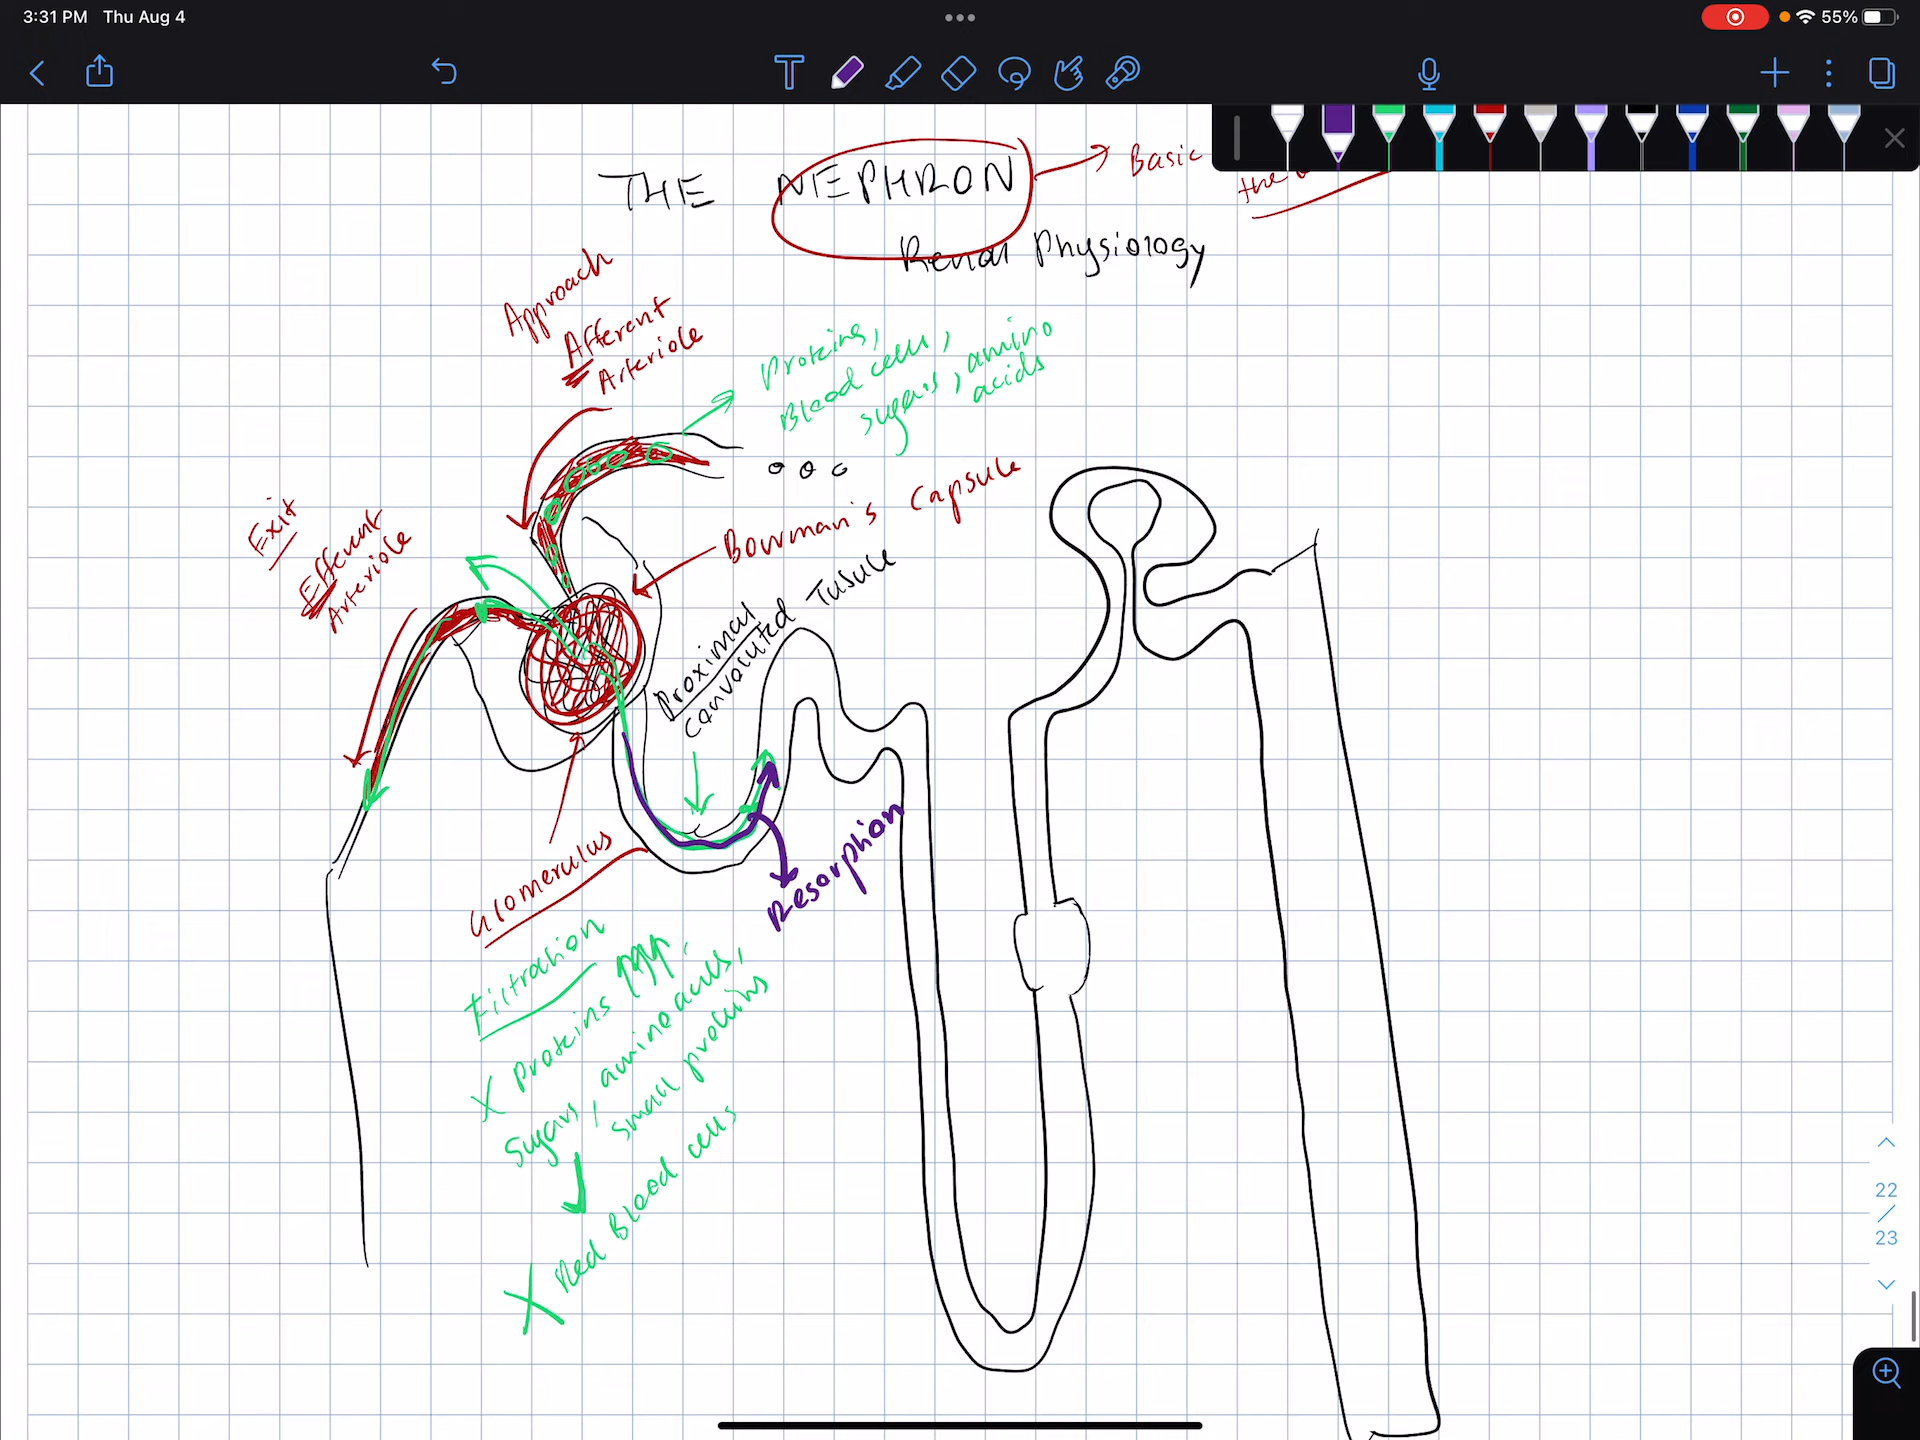 3:31 PM Thu Aug 4
55%
THE NEPHRON
Basic
the
Renal Physiology
Approach
Afferent
Arteriole
Proteins,
Blood cells,
sugars, amino
acids
Exit
Efferent
Arteriole
Bowman's Capsule
Proximal
Convoluted Tubule
Glomerulus
Resorption
Filtration
X Proteins
Sugars, amino acids,
small proteins
X Red Blood cells
22
/
23